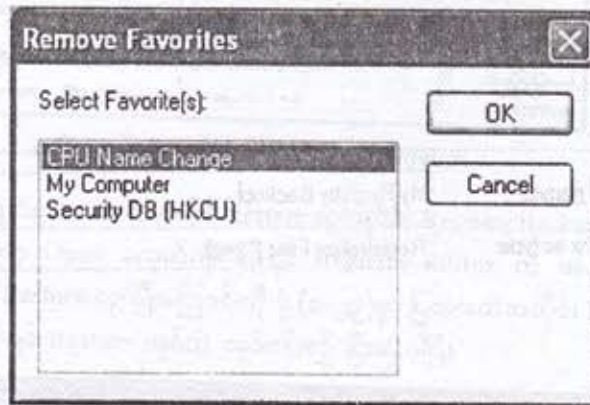 Remove Favorites
Select Favorite(s):
OK
CPU Name Change
My Computer
Security DB (HKCU)
Cancel